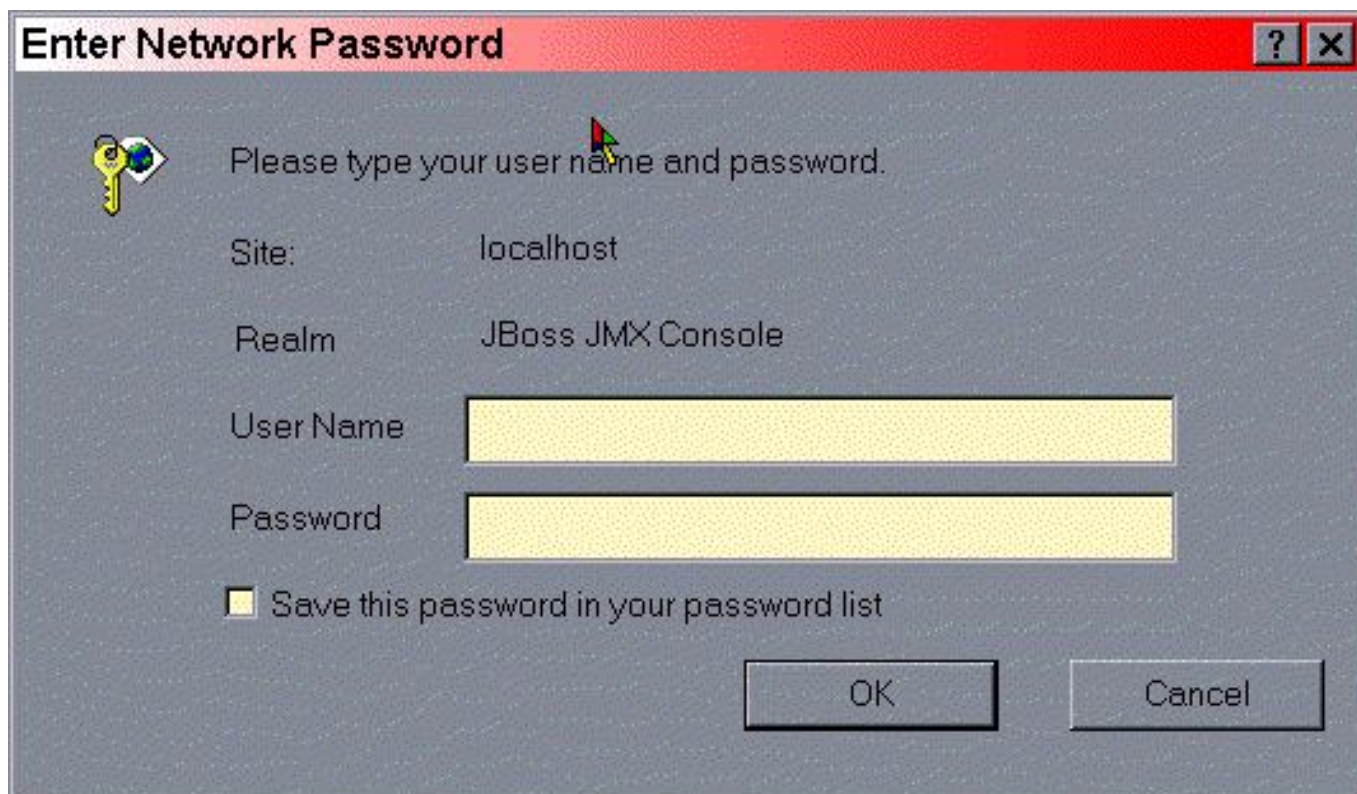 Enter Network Password
Please type your user name and password.
Site: localhost
Realm JBoss JMX Console
User Name
Password
Save this password in your password list
OK Cancel